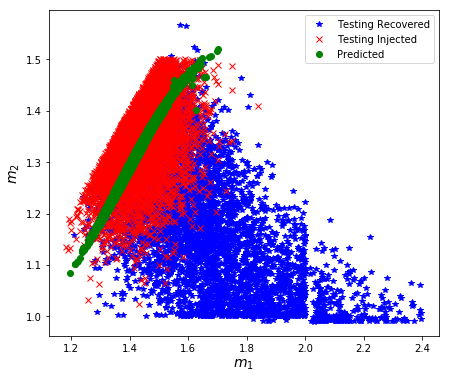 Testing Recovered
Testing Injected
Predicted
1.5
1.4
1.3
1.2
1.1
1.0
m₂
1.2
1.4
1.6
1.8
2.0
2.2
2.4
m₁